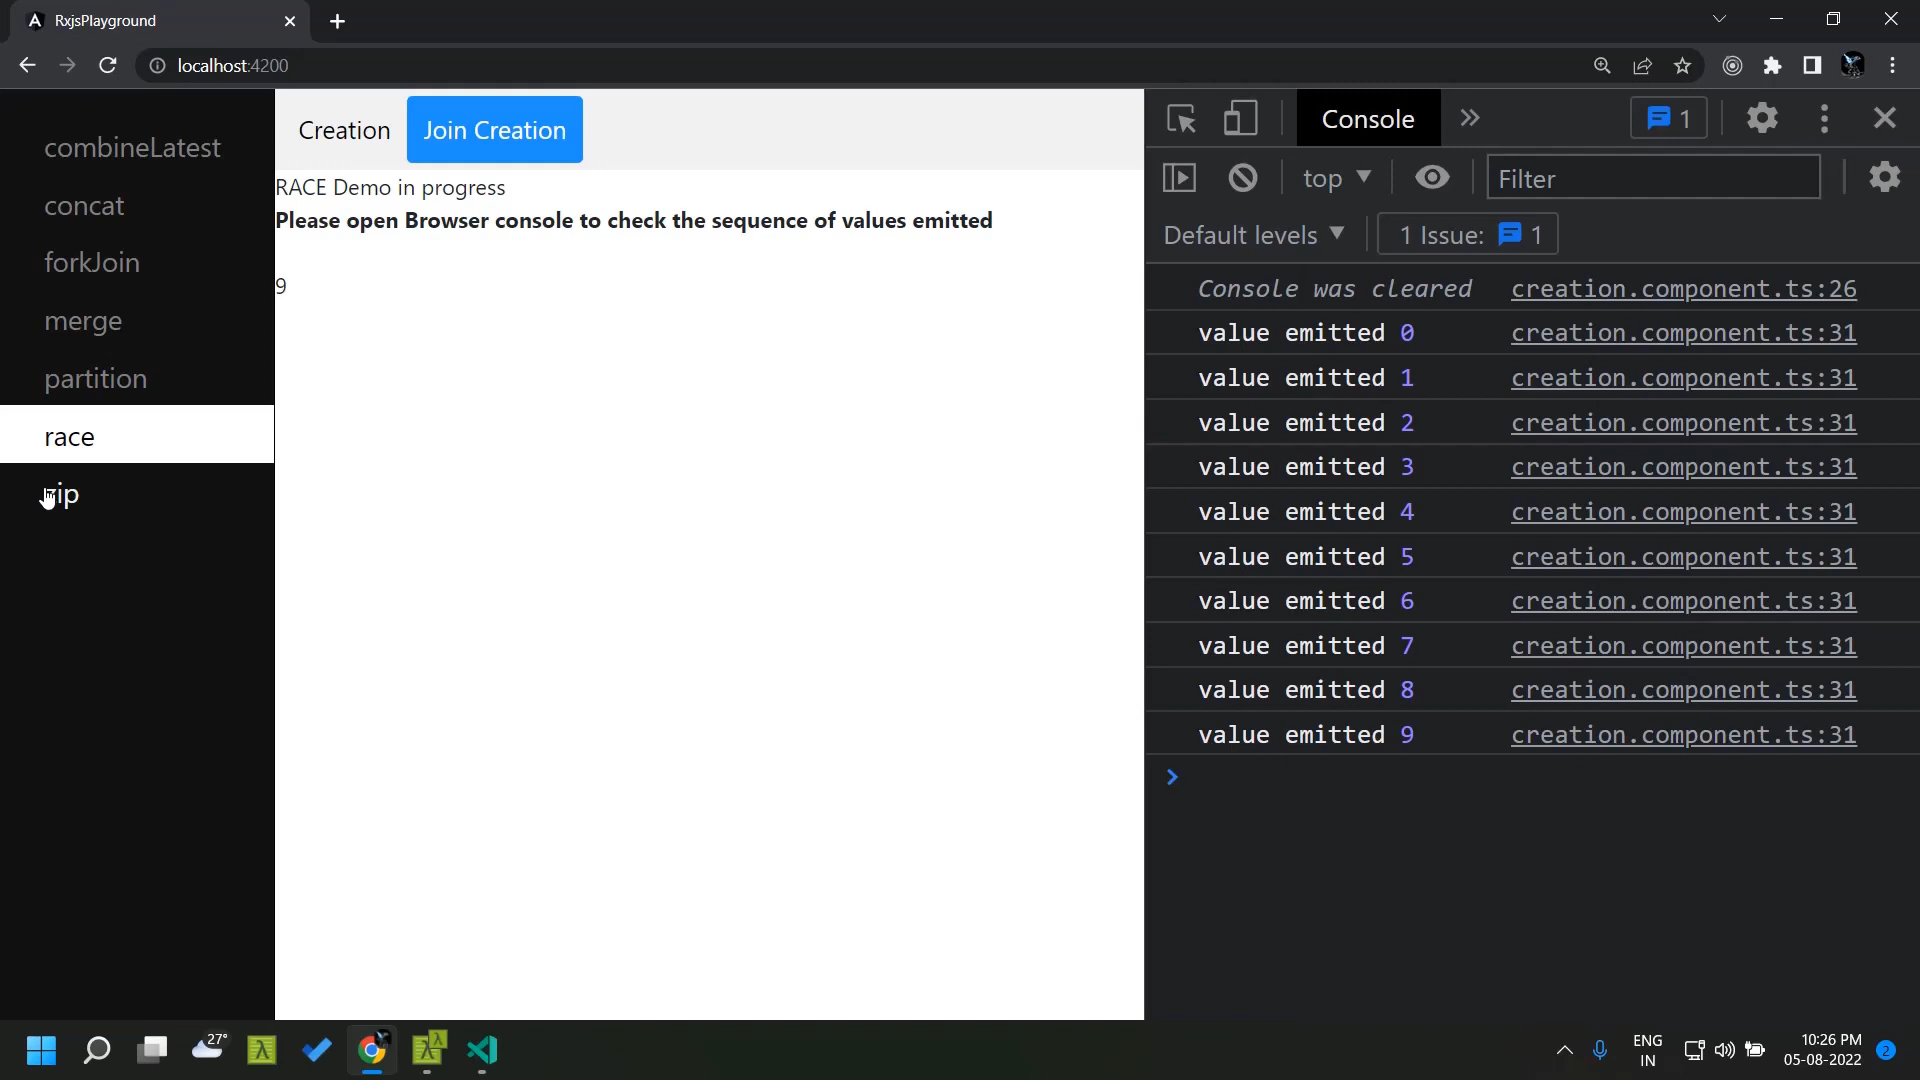 RxjsPlayground
localhost:4200
combineLatest
concat
forkJoin
merge
partition
race
zip
Creation
Join Creation
RACE Demo in progress
Please open Browser console to check the sequence of values emitted
9
Console
1
top
Filter
Default levels
1 Issue: 1
Console was cleared creation.component.ts:26
value emitted 0 creation.component.ts:31
value emitted 1 creation.component.ts:31
value emitted 2 creation.component.ts:31
value emitted 3 creation.component.ts:31
value emitted 4 creation.component.ts:31
value emitted 5 creation.component.ts:31
value emitted 6 creation.component.ts:31
value emitted 7 creation.component.ts:31
value emitted 8 creation.component.ts:31
value emitted 9 creation.component.ts:31
27°
ENG
IN
10:26 PM
05-08-2022
2